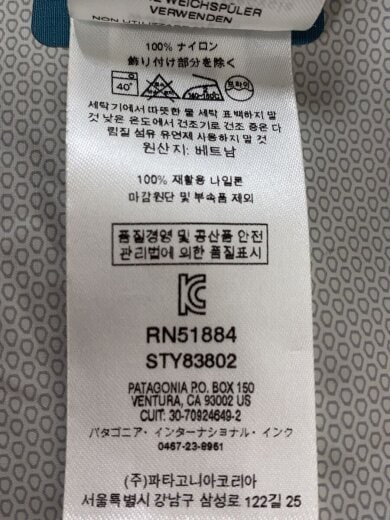 WEICHSPÜLER
VERWENDEN
100% ナイロン
飾り付け部分を除く
40°
세탁기에서 따뜻한 물 세탁 표백하지 말
것 낮은 온도에서 건조기로 건조 증온 다
림질 섬유 유연제 사용하지 말 것
원산지: 베트남
100% 재활용 나일론
마감원단 및 부속품 제외
품질경영 및 공산품 안전
관리법에 의한 품질표시
RN51884
STY83802
PATAGONIA P.O. BOX 150
VENTURA, CA 93002 US
CUIT: 30-70924649-2
パタゴニア・インターナショナル・インク
0467-23-8961
(주)파타고니아코리아
서울특별시 강남구 삼성로 122길 25